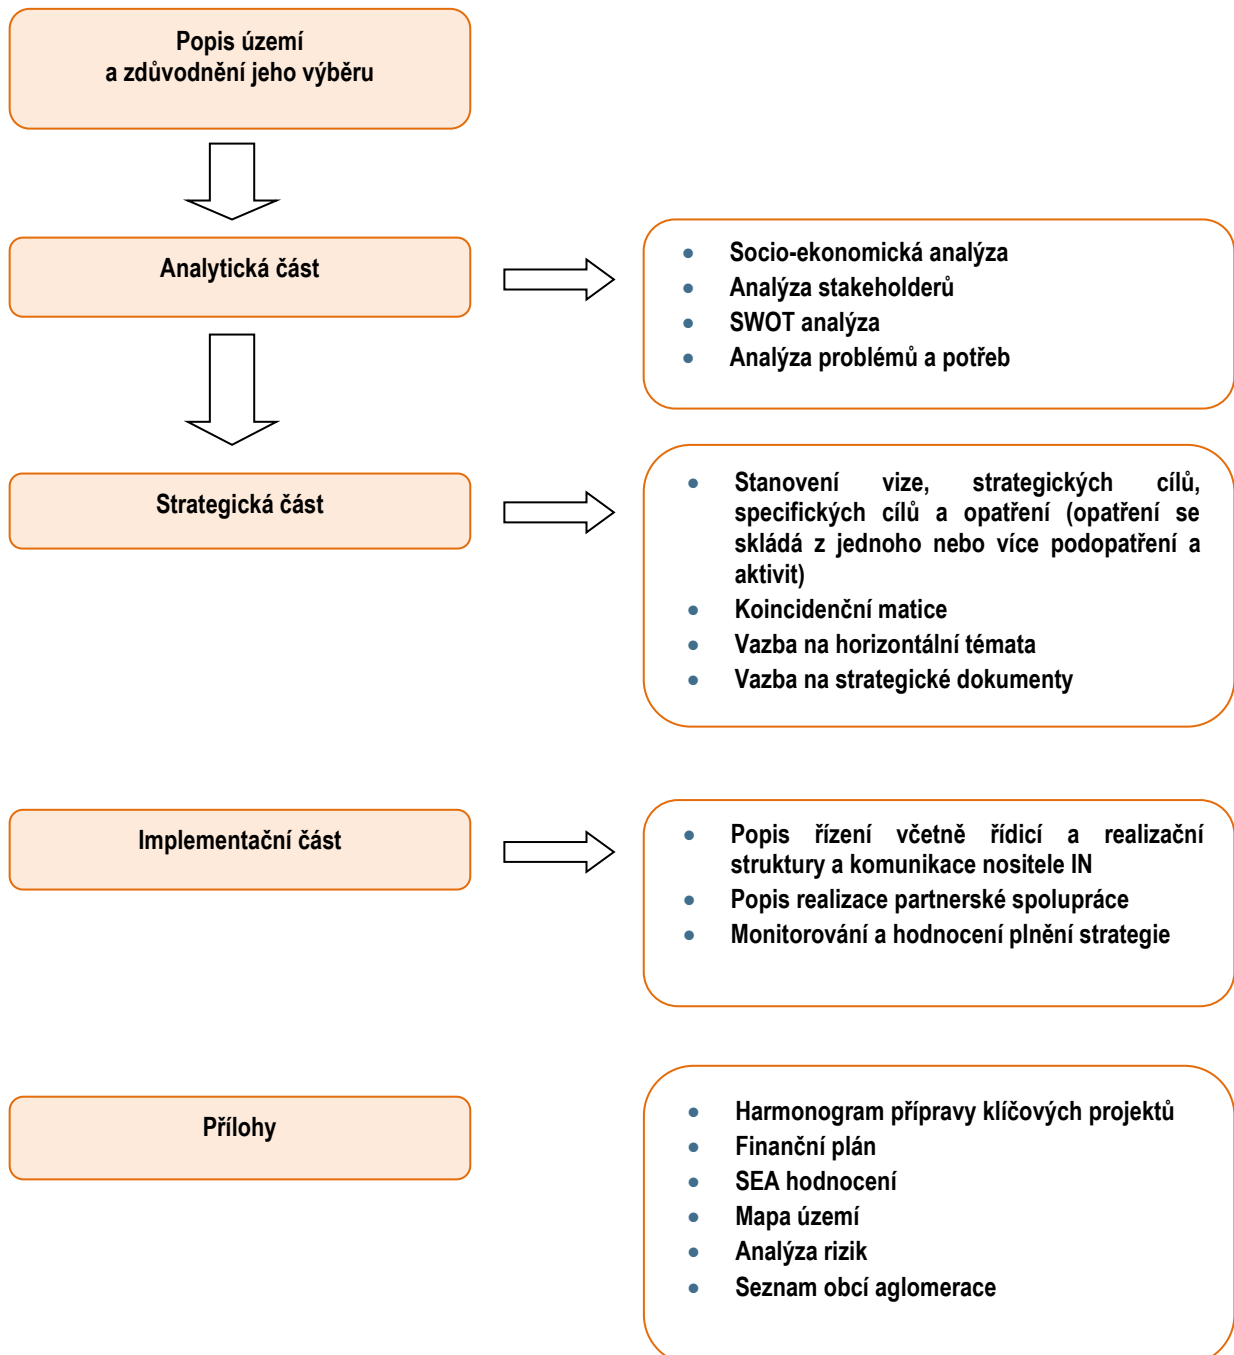 Popis území
a zdůvodnění jeho výběru
Analytická část
• Socio-ekonomická analýza
• Analýza stakeholderů
• SWOT analýza
• Analýza problémů a potřeb
Strategická část
• Stanovení vize, strategických cílů,
specifických cílů a opatření (opatření se
skládá z jednoho nebo více podopatření a
aktivit)
• Koincidenční matice
• Vazba na horizontální témata
• Vazba na strategické dokumenty
Implementační část
• Popis řízení včetně řídicí a realizační
struktury a komunikace nositele IN
• Popis realizace partnerské spolupráce
• Monitorování a hodnocení plnění strategie
Přílohy
• Harmonogram přípravy klíčových projektů
• Finanční plán
• SEA hodnocení
• Mapa území
• Analýza rizik
• Seznam obcí aglomerace